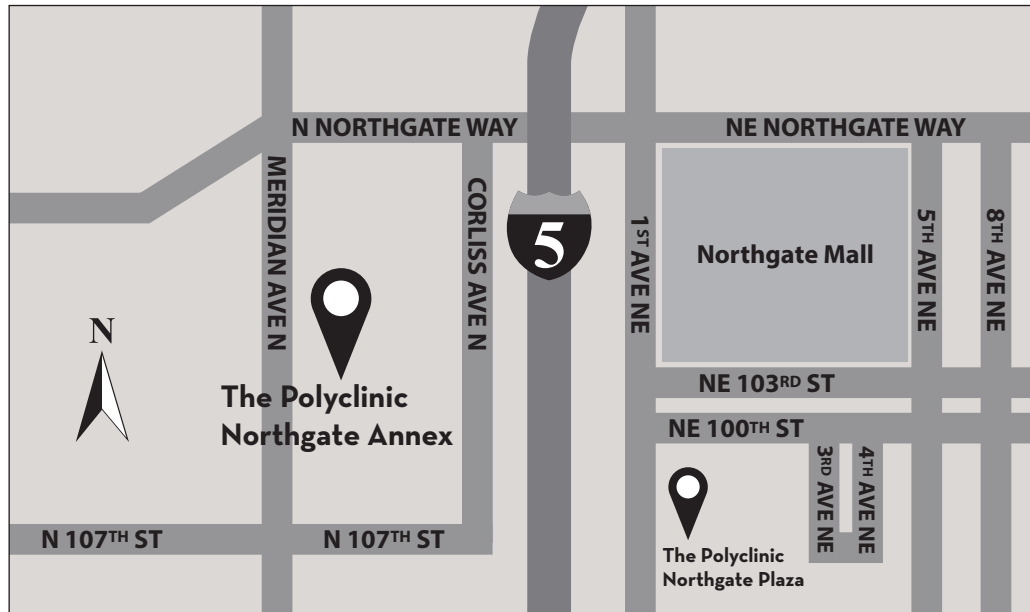 N NORTHGATE WAY
NE NORTHGATE WAY
MERIDIAN AVE N
CORLISS AVE N
5
1ST AVE NE
Northgate Mall
5TH AVE NE
8TH AVE NE
N
The Polyclinic
Northgate Annex
NE 103RD ST
NE 100TH ST
3RD AVE NE
4TH AVE NE
N 107TH ST
N 107TH ST
The Polyclinic
Northgate Plaza